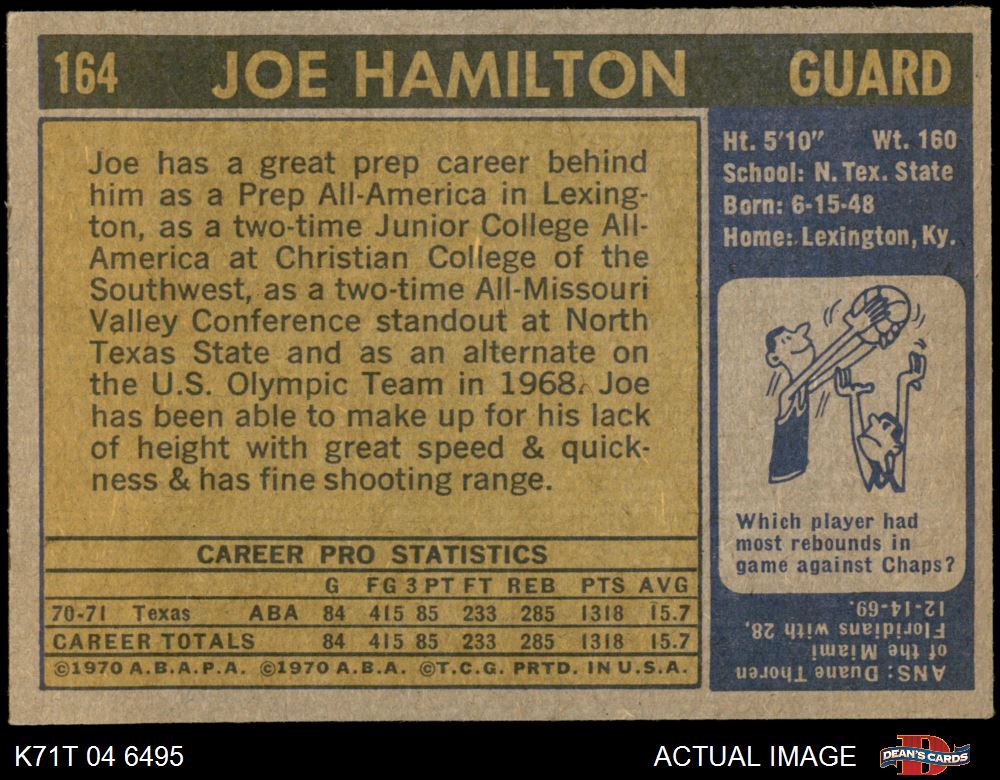 164 JOE HAMILTON GUARD
Joe has a great prep career behind
him as a Prep All-America in Lexing-
ton, as a two-time Junior College All-
America at Christian College of the
Southwest, as a two-time All-Missouri
Valley Conference standout at North
Texas State and as an alternate on
the U.S. Olympic Team in 1968. Joe
has been able to make up for his lack
of height with great speed & quick-
ness & has fine shooting range.
CAREER PRO STATISTICS
G FG 3 PT FT REB PTS AVG
70-71 Texas ABA 84 415 85 233 285 1318 15.7
CAREER TOTALS 84 415 85 233 285 1318 15.7
©1970 A.B.A.P.A. ©1970 A.B.A. ©T.C.G. PRTD. IN U.S.A.
Ht. 5'10" Wt. 160
School: N. Tex. State
Born: 6-15-48
Home: Lexington, Ky.
Which player had
most rebounds in
game against Chaps?
ANS: Duane Thoren
of the Miami
Floridians with 28,
12-14-69.
K71T 04 6495
ACTUAL IMAGE
DEAN'S CARDS